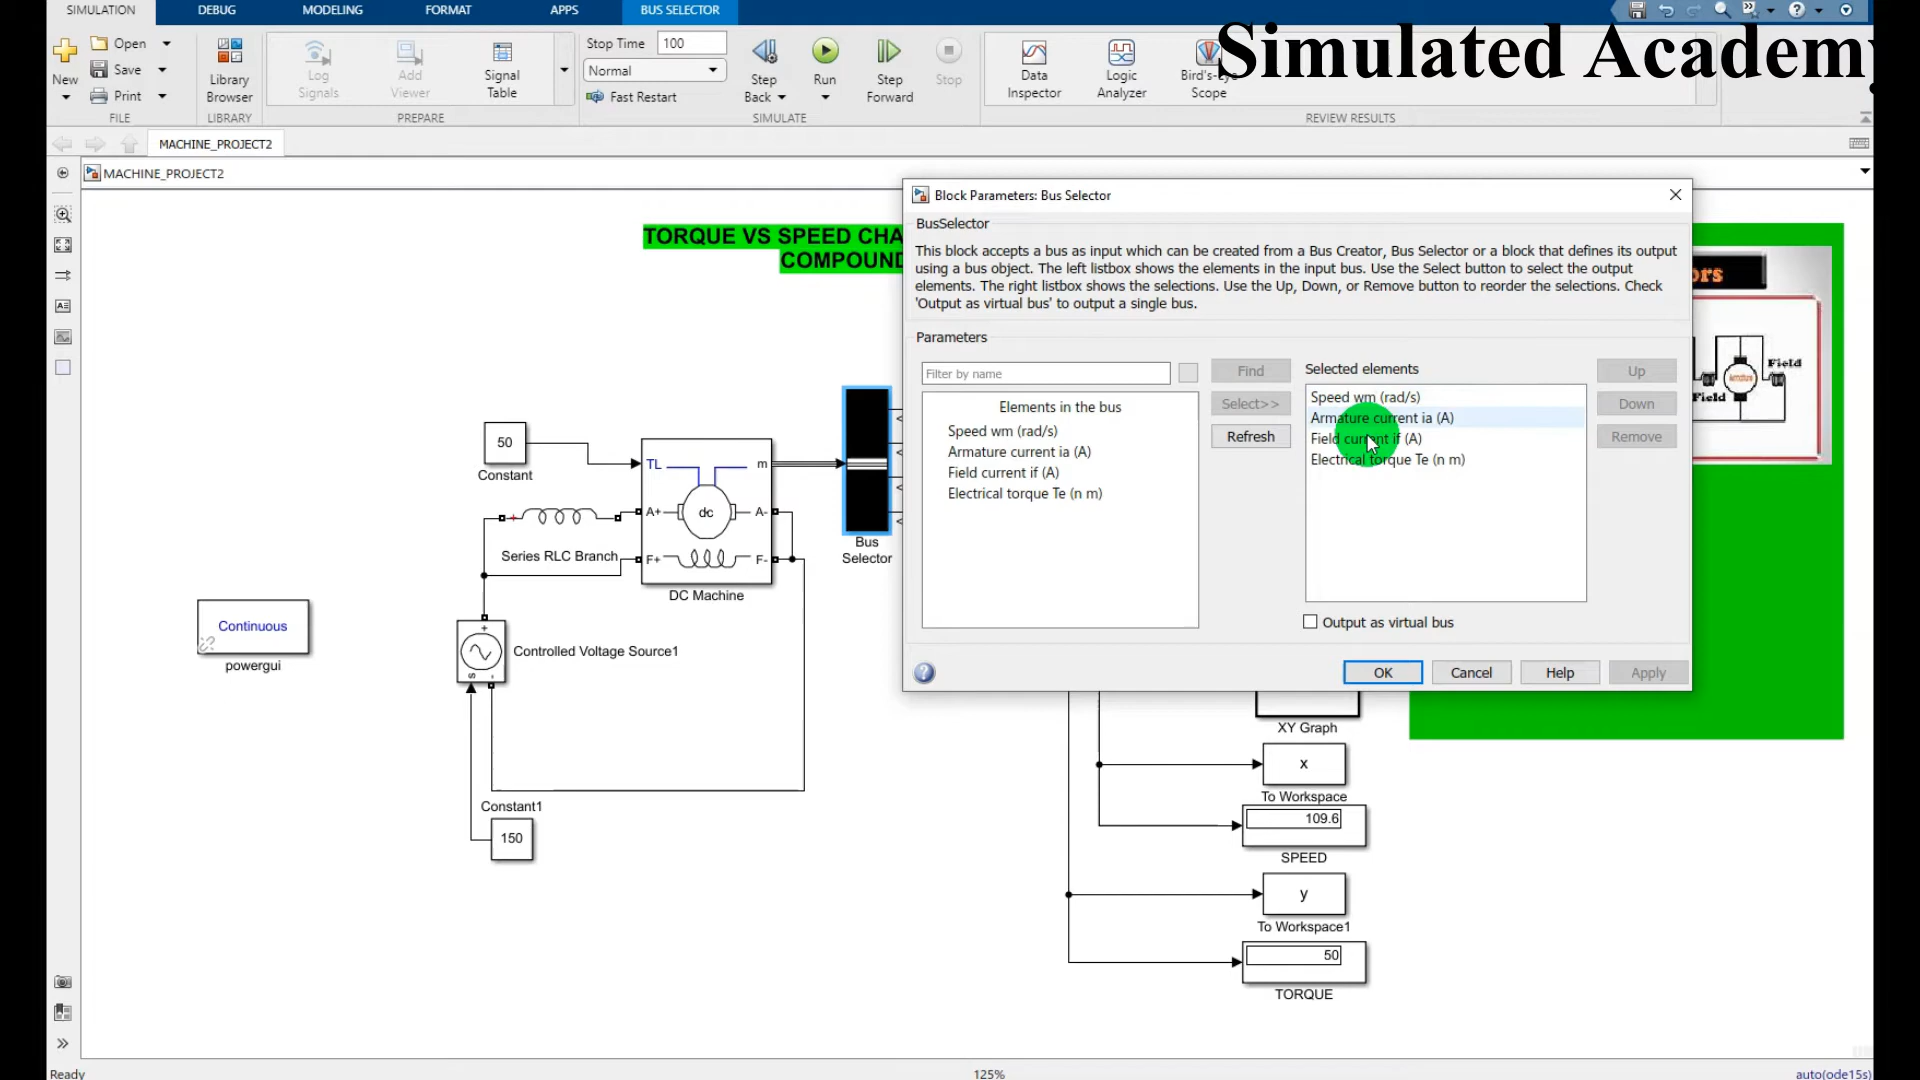 SIMULATION DEBUG MODELING FORMAT APPS BUS SELECTOR
Simulated Academy
New
Open
Save
Print
FILE
Library
Browser
LIBRARY
Log
Signals
Add
Viewer
Signal
Table
PREPARE
Stop Time 100
Normal
Fast Restart
Step
Back
Run
Step
Forward
Stop
SIMULATE
Data
Inspector
Logic
Analyzer
Bird's-Eye
Scope
REVIEW RESULTS
MACHINE_PROJECT2
MACHINE_PROJECT2
TORQUE VS SPEED CHA
COMPOUND
Block Parameters: Bus Selector
BusSelector
This block accepts a bus as input which can be created from a Bus Creator, Bus Selector or a block that defines its output
using a bus object. The left listbox shows the elements in the input bus. Use the Select button to select the output
elements. The right listbox shows the selections. Use the Up, Down, or Remove button to reorder the selections. Check
'Output as virtual bus' to output a single bus.
Parameters
Filter by name
Find
Select>>
Refresh
Elements in the bus
Speed wm (rad/s)
Armature current ia (A)
Field current if (A)
Electrical torque Te (n m)
Selected elements
Speed wm (rad/s)
Armature current ia (A)
Field current if (A)
Electrical torque Te (n m)
Up
Down
Remove
Output as virtual bus
OK Cancel Help Apply
ors
Field
Armature
Field
50
Constant
TL m
A+ dc A-
F+ F-
DC Machine
Series RLC Branch
Bus
Selector
Continuous
powergui
+
s -
Controlled Voltage Source1
Constant1
150
XY Graph
x
To Workspace
109.6
SPEED
y
To Workspace1
50
TORQUE
Ready
125%
auto(ode15s)